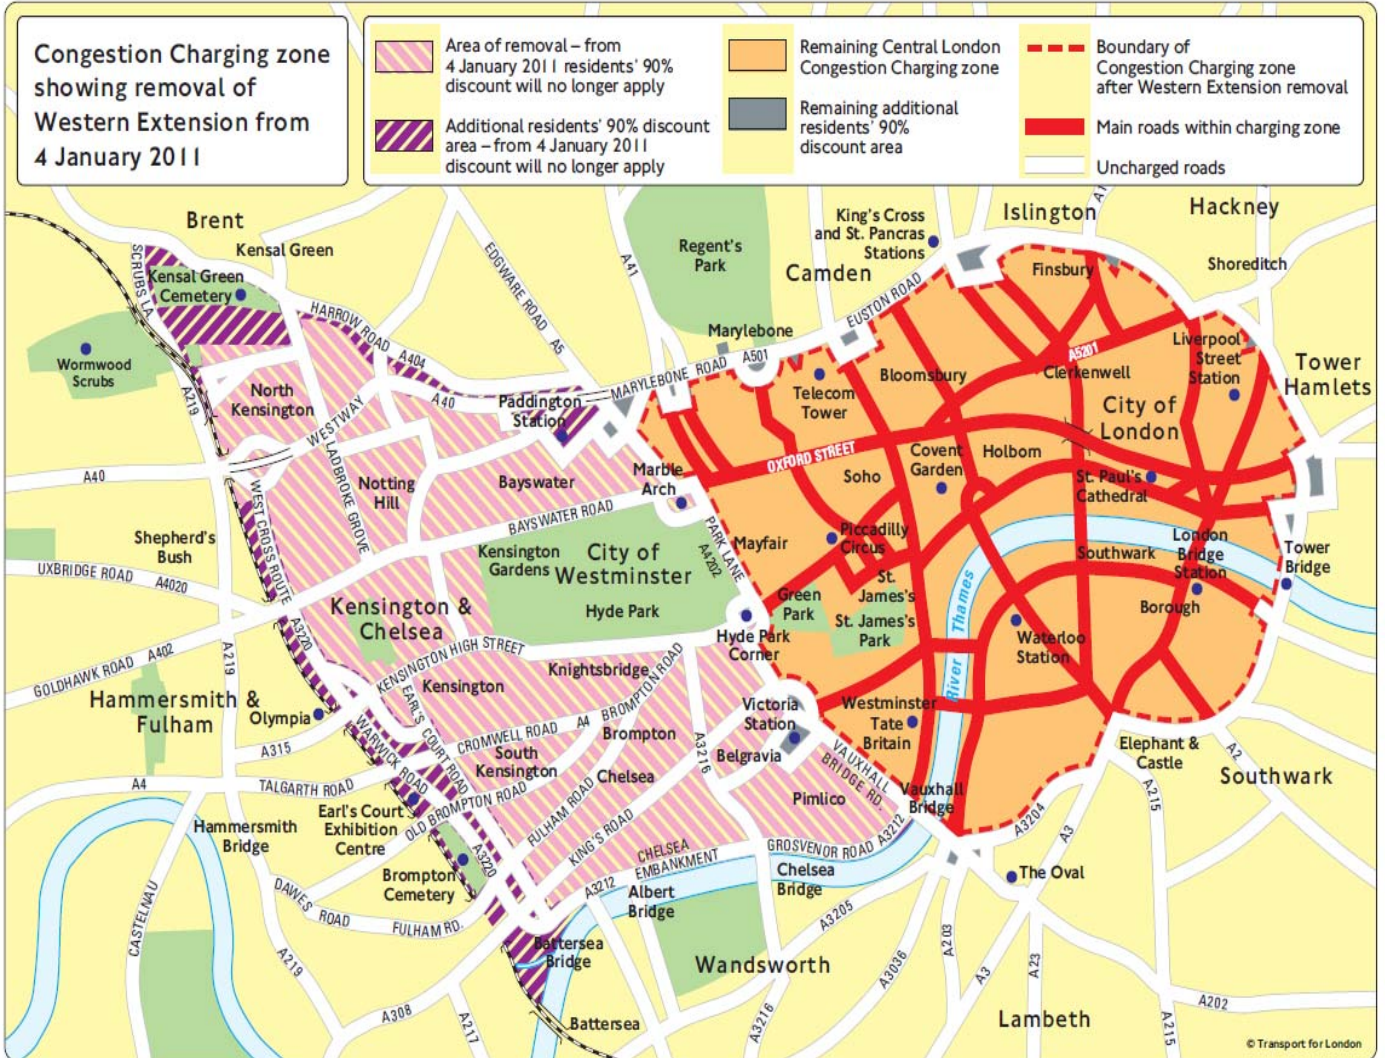 Congestion Charging zone
showing removal of
Western Extension from
4 January 2011
Area of removal – from
4 January 2011 residents' 90%
discount will no longer apply
Additional residents' 90% discount
area – from 4 January 2011
discount will no longer apply
Remaining Central London
Congestion Charging zone
Remaining additional
residents' 90%
discount area
Boundary of
Congestion Charging zone
after Western Extension removal
Main roads within charging zone
Uncharged roads
Brent
Kensal Green
SCRUBS LA.
Kensal Green
Cemetery
HARROW ROAD
A404
EDGWARE ROAD
A5
A41
Regent's
Park
Camden
King's Cross
and St. Pancras
Stations
Islington
A1
Hackney
Shoreditch
Finsbury
EUSTON ROAD
Marylebone
MARYLEBONE ROAD
A501
Wormwood
Scrubs
A219
North
Kensington
WESTWAY
A40
Paddington
Station
Telecom
Tower
Bloomsbury
A5201
Clerkenwell
Liverpool
Street
Station
Tower
Hamlets
City of
London
OXFORD STREET
Soho
Covent
Garden
Holborn
St. Paul's
Cathedral
A40
LADBROKE GROVE
Notting
Hill
Bayswater
BAYSWATER ROAD
Marble
Arch
PARK LANE
A4202
Mayfair
Piccadilly
Circus
WEST CROSS ROUTE
Shepherd's
Bush
UXBRIDGE ROAD
A4020
Kensington
Gardens
City of
Westminster
Hyde Park
Green
Park
St.
James's
St. James's
Park
River Thames
Southwark
London
Bridge
Station
Borough
Tower
Bridge
Kensington &
Chelsea
A3220
Hyde Park
Corner
Waterloo
Station
GOLDHAWK ROAD
A402
A219
KENSINGTON HIGH STREET
Knightsbridge
Kensington
Hammersmith &
Fulham
Olympia
EARL'S COURT ROAD
CROMWELL ROAD
A4
BROMPTON ROAD
Brompton
A3216
Victoria
Station
Belgravia
Westminster
Tate
Britain
VAUXHALL
BRIDGE RD.
Vauxhall
Bridge
Elephant &
Castle
A2
Southwark
A315
WARWICK ROAD
South
Kensington
Chelsea
Pimlico
A4
TALGARTH ROAD
Earl's Court
Exhibition
Centre
OLD BROMPTON ROAD
FULHAM ROAD
KING'S ROAD
Hammersmith
Bridge
A3220
CHELSEA
EMBANKMENT
A3212
GROSVENOR ROAD
A3212
A3204
A3
A215
Brompton
Cemetery
Albert
Bridge
Chelsea
Bridge
The Oval
CASTELNAU
DAWES ROAD
FULHAM RD.
A219
Battersea
Bridge
Wandsworth
A3205
A3036
A203
A3
A23
A202
A308
A217
Battersea
A3216
Lambeth
A215
© Transport for London